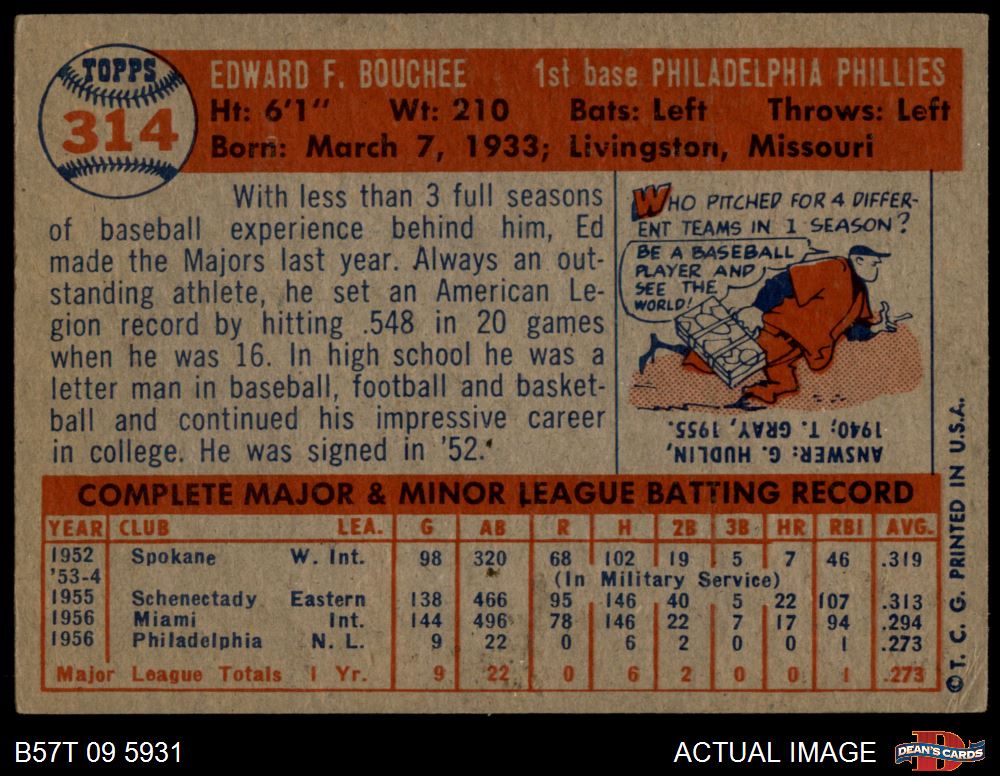 TOPPS
314
EDWARD F. BOUCHEE 1st base PHILADELPHIA PHILLIES
Ht: 6'1" Wt: 210 Bats: Left Throws: Left
Born: March 7, 1933; Livingston, Missouri
With less than 3 full seasons
of baseball experience behind him, Ed
made the Majors last year. Always an out-
standing athlete, he set an American Le-
gion record by hitting .548 in 20 games
when he was 16. In high school he was a
letter man in baseball, football and basket-
ball and continued his impressive career
in college. He was signed in '52.
WHO PITCHED FOR 4 DIFFER-
ENT TEAMS IN 1 SEASON?
BE A BASEBALL
PLAYER AND
SEE THE
WORLD!
ANSWER: G. HUDLIN,
1940; T. GRAY, 1955.
COMPLETE MAJOR & MINOR LEAGUE BATTING RECORD
YEAR CLUB LEA. G AB R H 2B 3B HR RBI AVG.
1952 Spokane W. Int. 98 320 68 102 19 5 7 46 .319
'53-4 (In Military Service)
1955 Schenectady Eastern 138 466 95 146 40 5 22 107 .313
1956 Miami Int. 144 496 78 146 22 7 17 94 .294
1956 Philadelphia N. L. 9 22 0 6 2 0 0 1 .273
Major League Totals 1 Yr. 9 22 0 6 2 0 0 1 .273
© T. C. G. PRINTED IN U.S.A.
B57T 09 5931 ACTUAL IMAGE DEAN'S CARDS